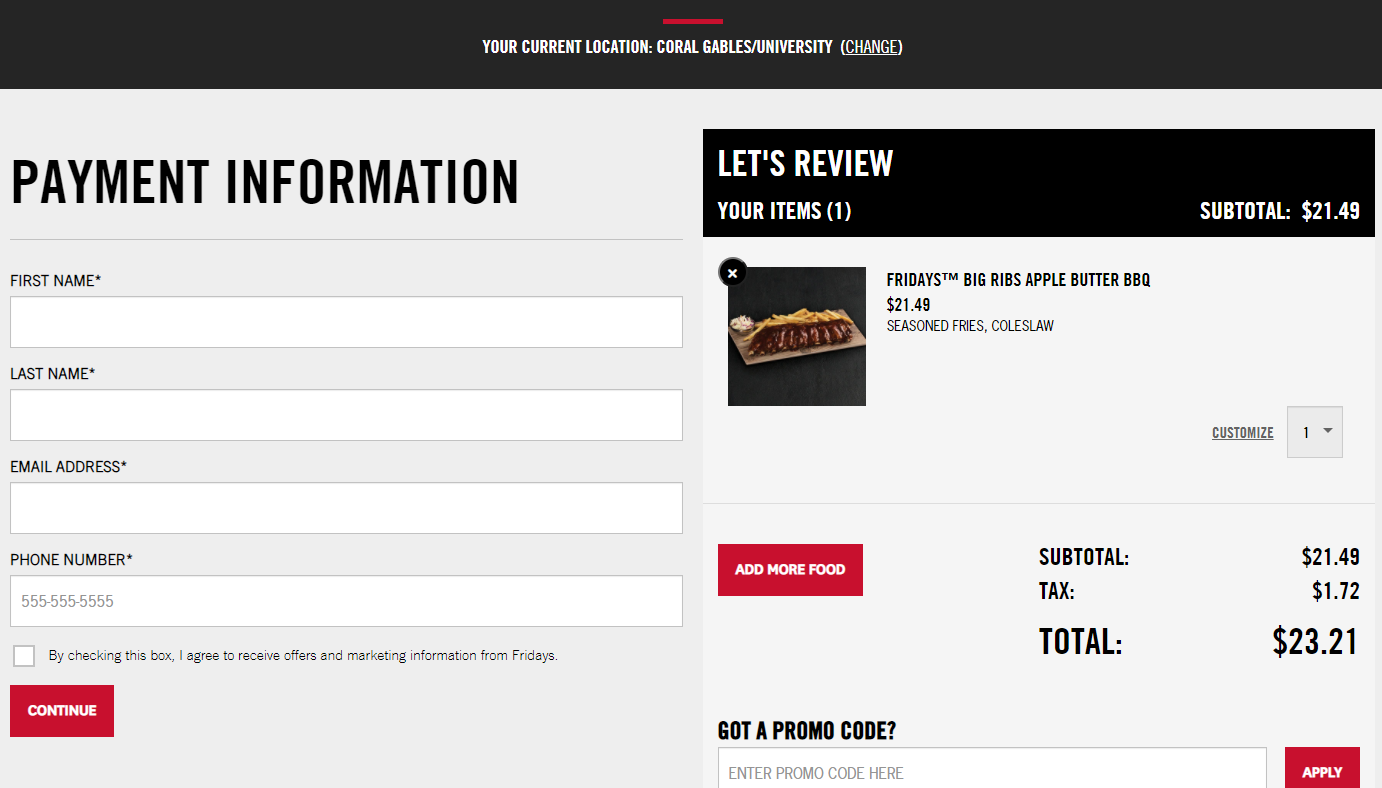 YOUR CURRENT LOCATION: CORAL GABLES/UNIVERSITY (CHANGE)
PAYMENT INFORMATION
FIRST NAME*
LAST NAME*
EMAIL ADDRESS*
PHONE NUMBER*
555-555-5555
By checking this box, I agree to receive offers and marketing information from Fridays.
CONTINUE
LET'S REVIEW
YOUR ITEMS (1) SUBTOTAL: $21.49
FRIDAYS™ BIG RIBS APPLE BUTTER BBQ
$21.49
SEASONED FRIES, COLESLAW
CUSTOMIZE 1
ADD MORE FOOD
SUBTOTAL: $21.49
TAX: $1.72
TOTAL: $23.21
GOT A PROMO CODE?
ENTER PROMO CODE HERE
APPLY